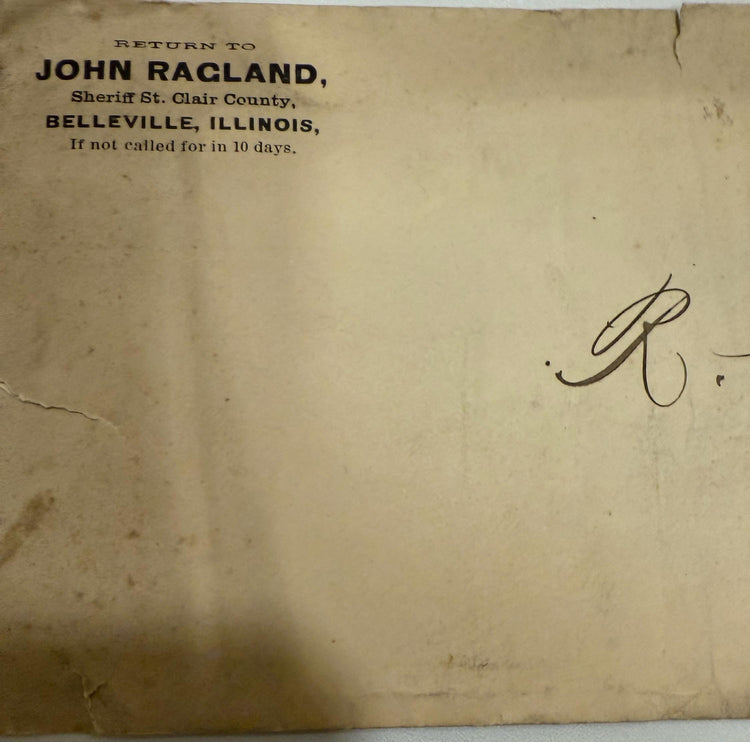 RETURN TO
JOHN RAGLAND,
Sheriff St. Clair County,
BELLEVILLE, ILLINOIS,
If not called for in 10 days.
R.